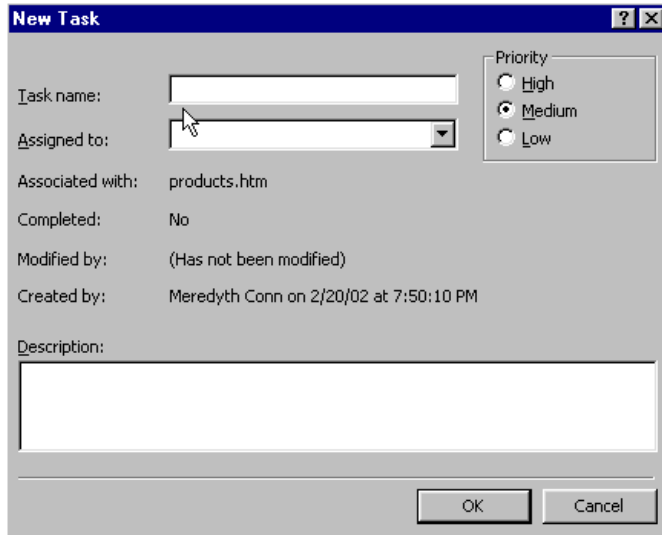 New Task
Priority
High
Task name:
Medium
Assigned to:
Low
Associated with: products.htm
Completed: No
Modified by: (Has not been modified)
Created by: Meredyth Conn on 2/20/02 at 7:50:10 PM
Description:
OK Cancel